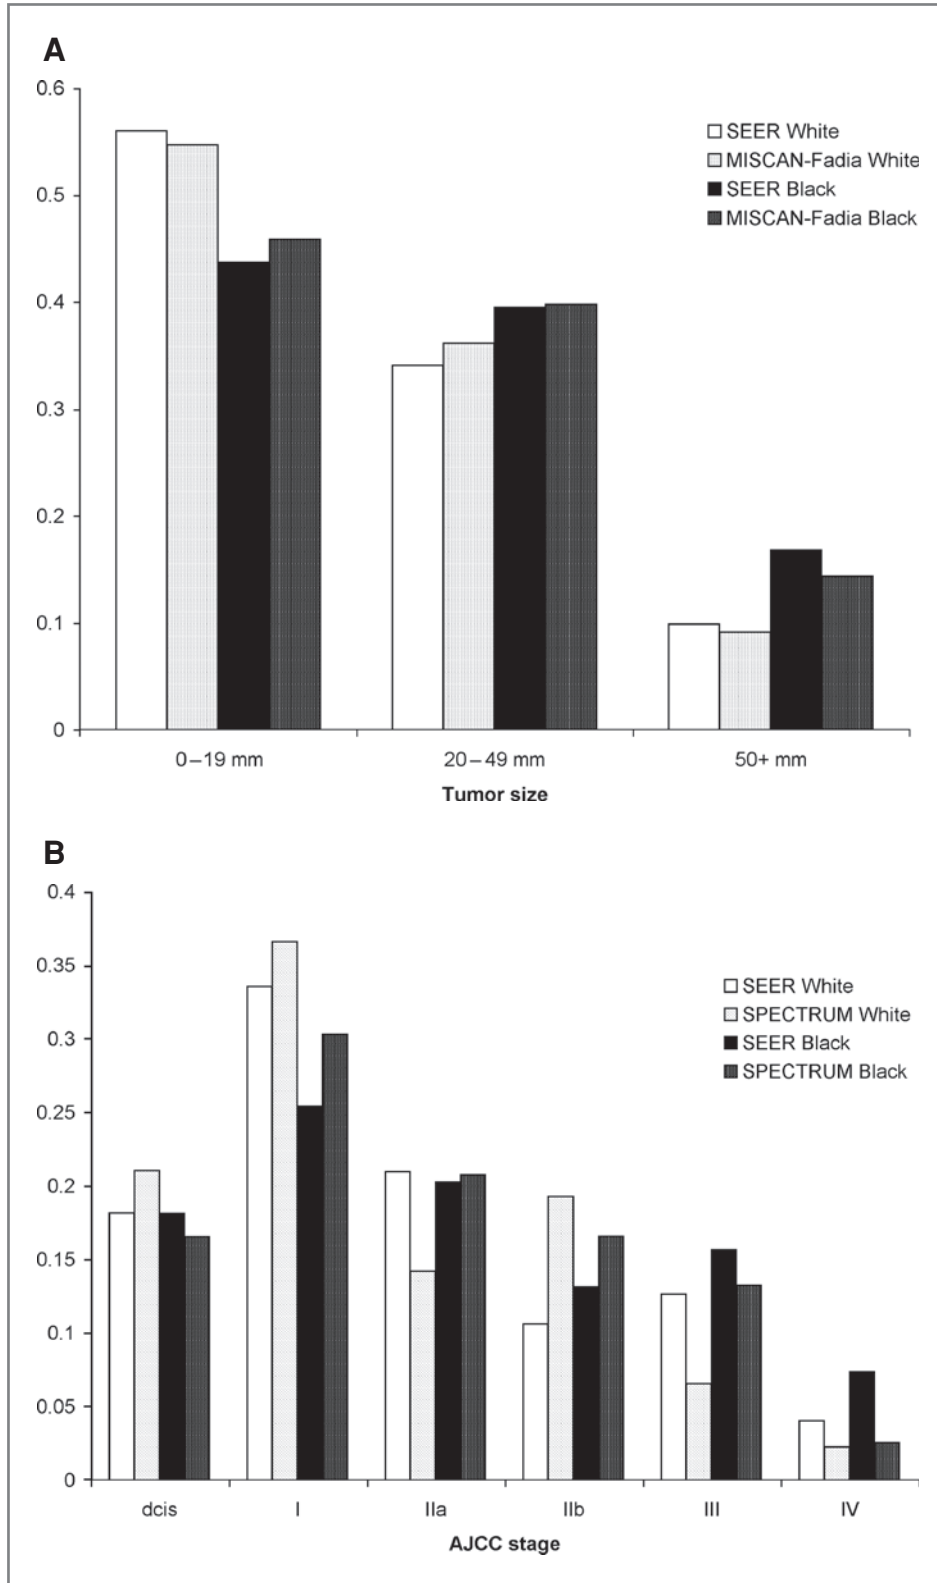 A
0.6
0.5
0.4
0.3
0.2
0.1
0
SEER White
MISCAN-Fadia White
SEER Black
MISCAN-Fadia Black
0–19 mm
20–49 mm
50+ mm
Tumor size
B
0.4
0.35
0.3
0.25
0.2
0.15
0.1
0.05
0
SEER White
SPECTRUM White
SEER Black
SPECTRUM Black
dcis
I
IIa
IIb
III
IV
AJCC stage